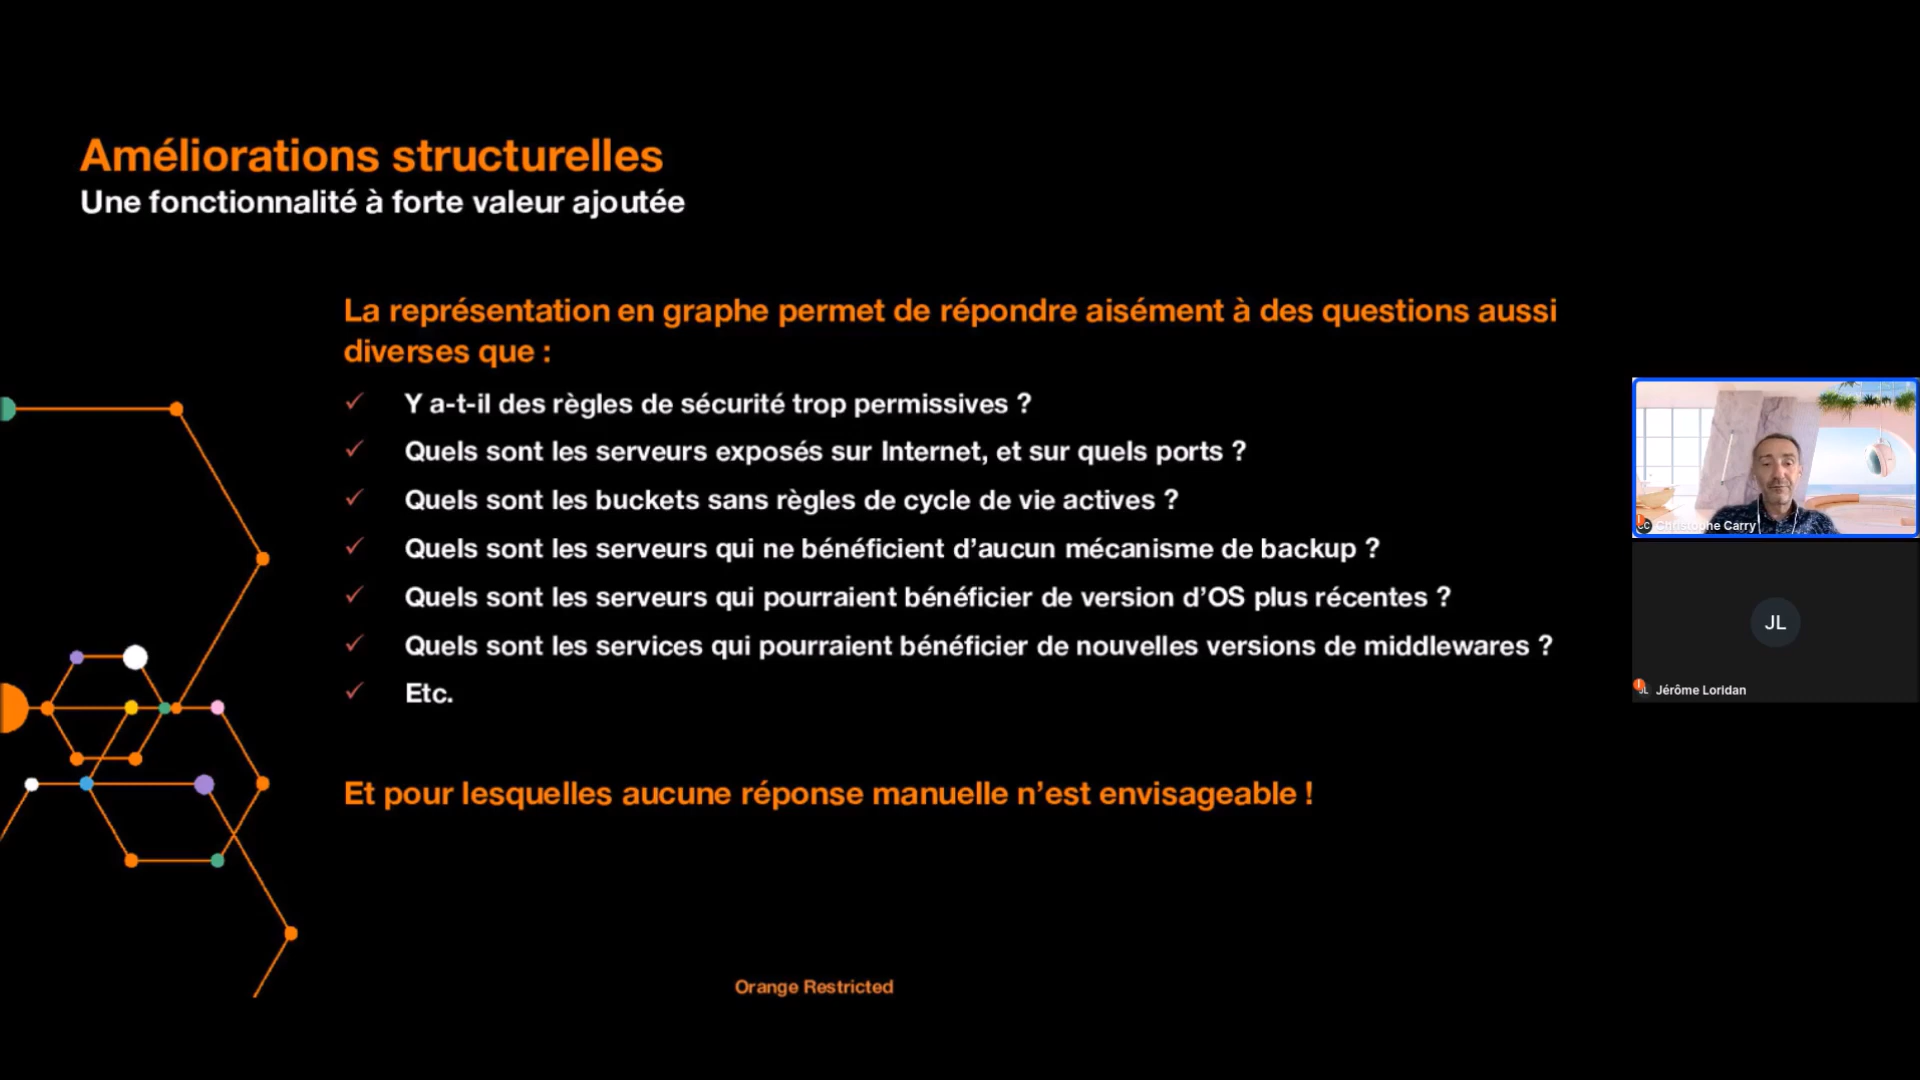 Améliorations structurelles
Une fonctionnalité à forte valeur ajoutée
La représentation en graphe permet de répondre aisément à des questions aussi
diverses que :
✓ Y a-t-il des règles de sécurité trop permissives ?
✓ Quels sont les serveurs exposés sur Internet, et sur quels ports ?
✓ Quels sont les buckets sans règles de cycle de vie actives ?
✓ Quels sont les serveurs qui ne bénéficient d’aucun mécanisme de backup ?
✓ Quels sont les serveurs qui pourraient bénéficier de version d’OS plus récentes ?
✓ Quels sont les services qui pourraient bénéficier de nouvelles versions de middlewares ?
✓ Etc.
Et pour lesquelles aucune réponse manuelle n’est envisageable !
Orange Restricted
CC Christophe Carry
JL
JL Jérôme Loridan